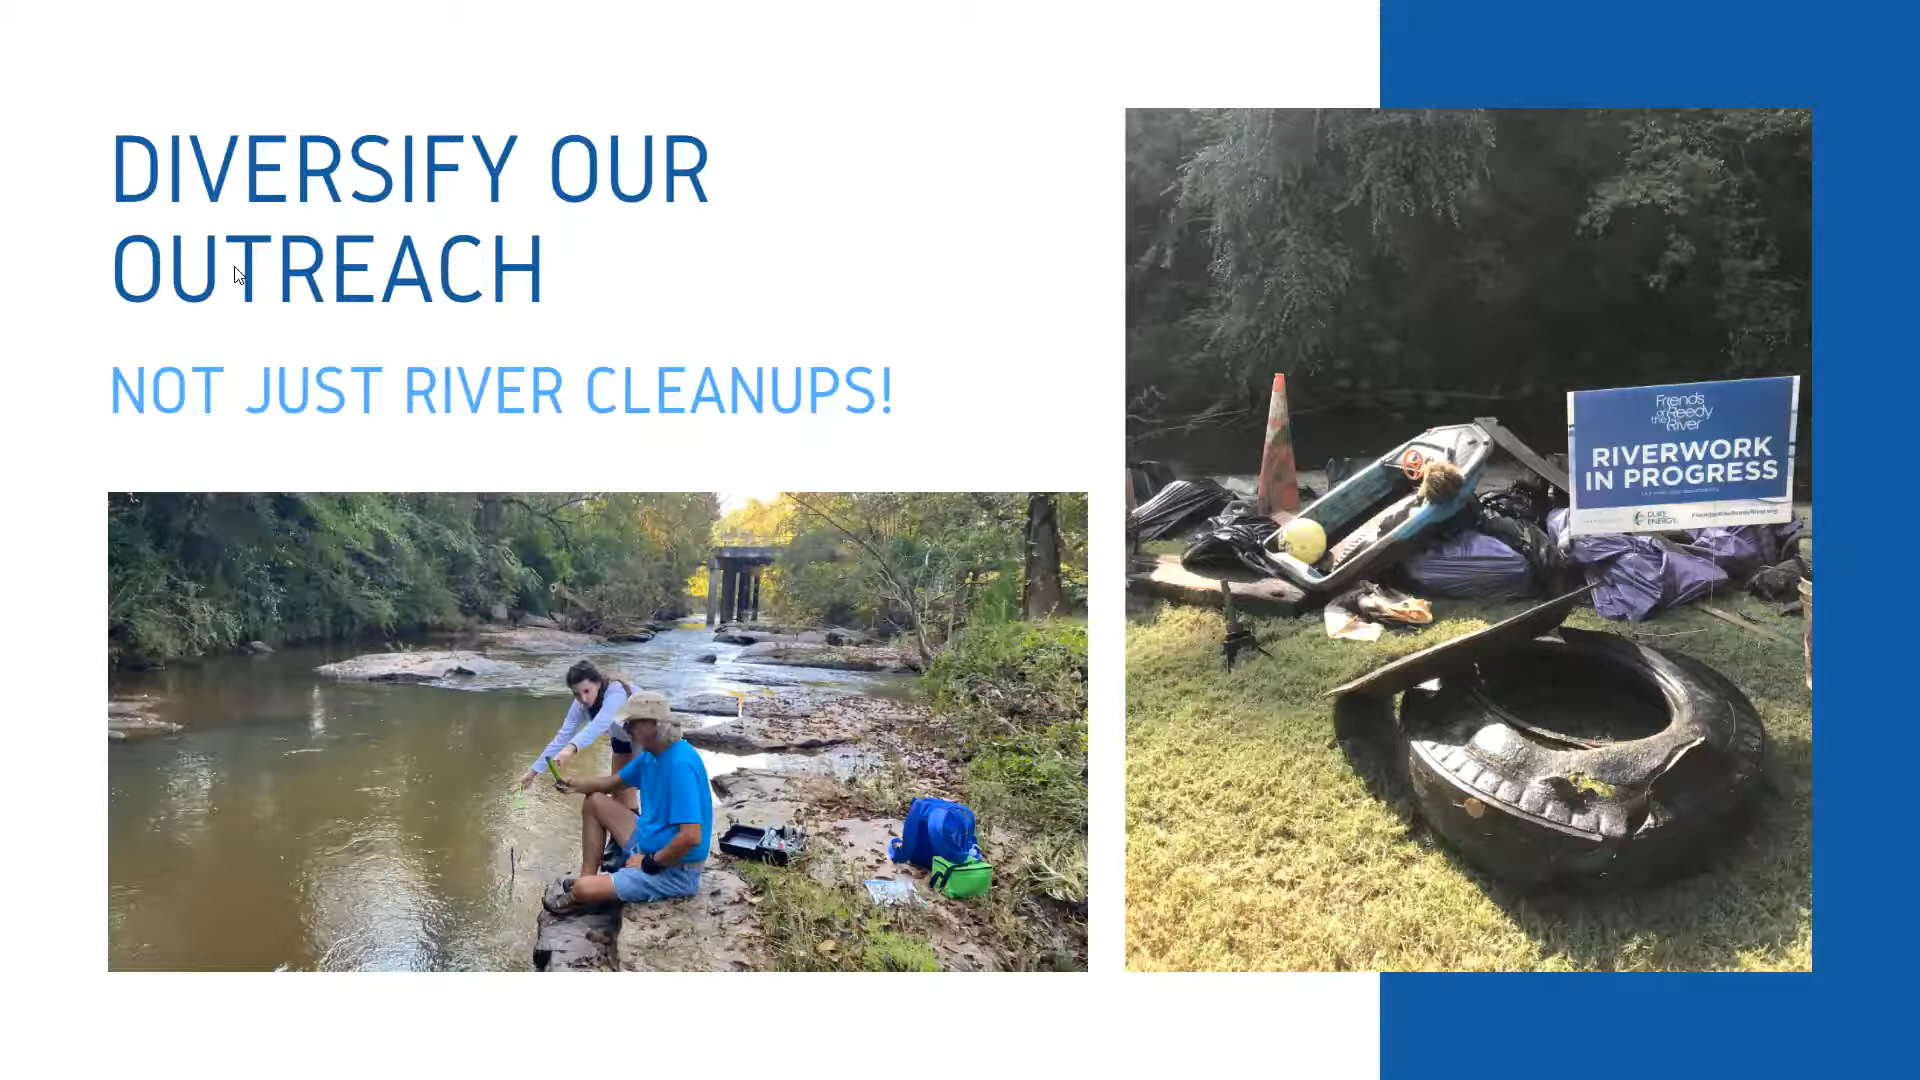 DIVERSIFY OUR
OUTREACH
NOT JUST RIVER CLEANUPS!
Friends
of Reedy
the River
RIVERWORK
IN PROGRESS
DUKE
ENERGY